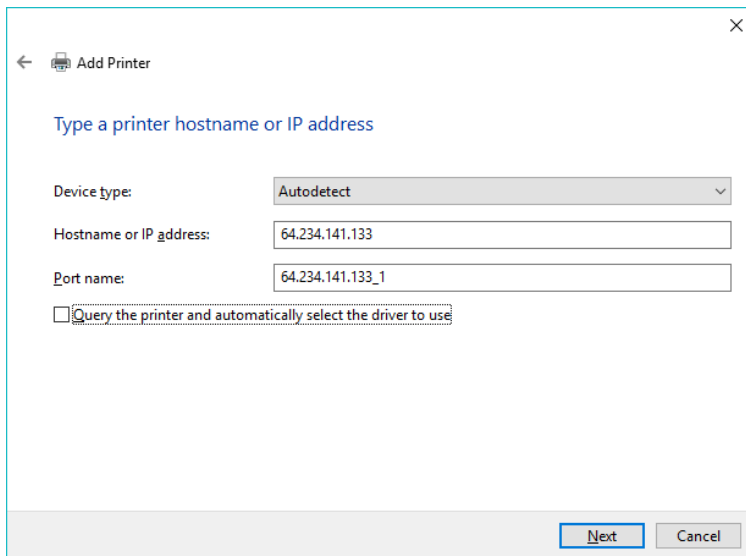 Add Printer
Type a printer hostname or IP address
Device type: Autodetect
Hostname or IP address: 64.234.141.133
Port name: 64.234.141.133_1
Query the printer and automatically select the driver to use
Next Cancel